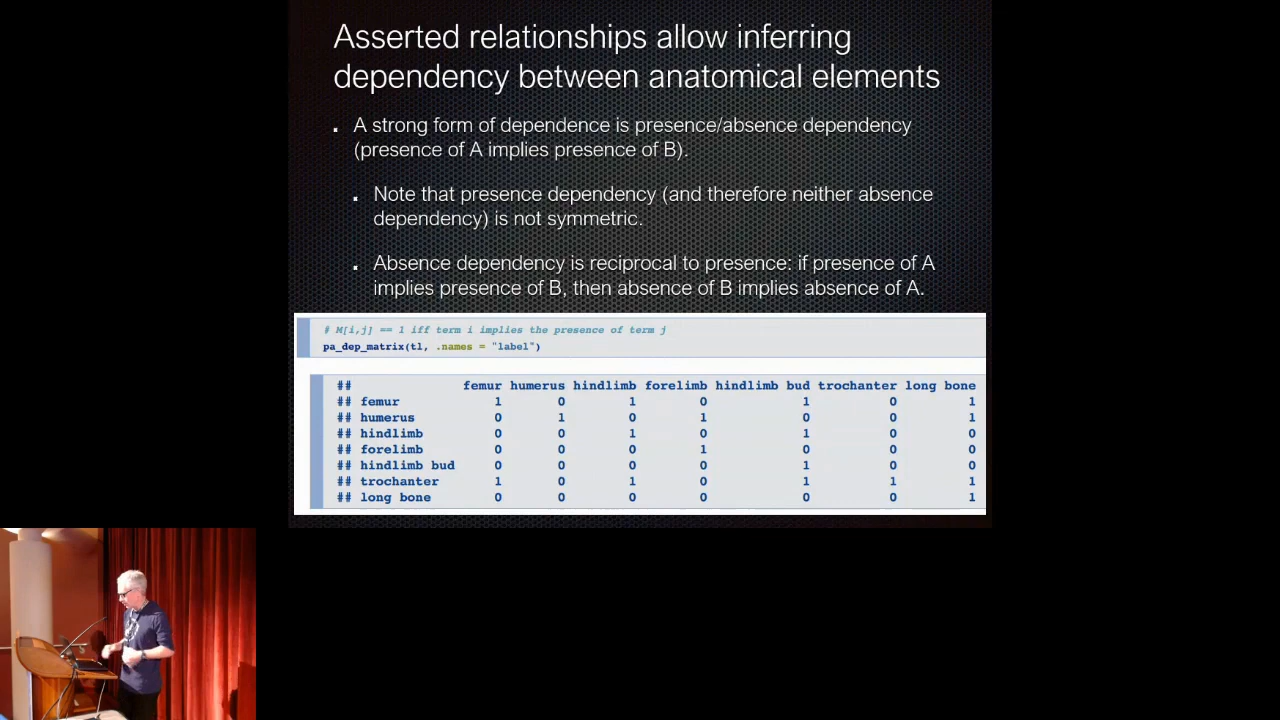 Asserted relationships allow inferring
dependency between anatomical elements
. A strong form of dependence is presence/absence dependency
(presence of A implies presence of B).
. Note that presence dependency (and therefore neither absence
dependency) is not symmetric.
. Absence dependency is reciprocal to presence: if presence of A
implies presence of B, then absence of B implies absence of A.
# M[i,j] == 1 iff term i implies the presence of term j
pa_dep_matrix(tl, .names = "label")
## femur humerus hindlimb forelimb hindlimb bud trochanter long bone
## femur 1 0 1 0 1 0 1
## humerus 0 1 0 1 0 0 1
## hindlimb 0 0 1 0 1 0 0
## forelimb 0 0 0 1 0 0 0
## hindlimb bud 0 0 0 0 1 0 0
## trochanter 1 0 1 0 1 1 1
## long bone 0 0 0 0 0 0 1